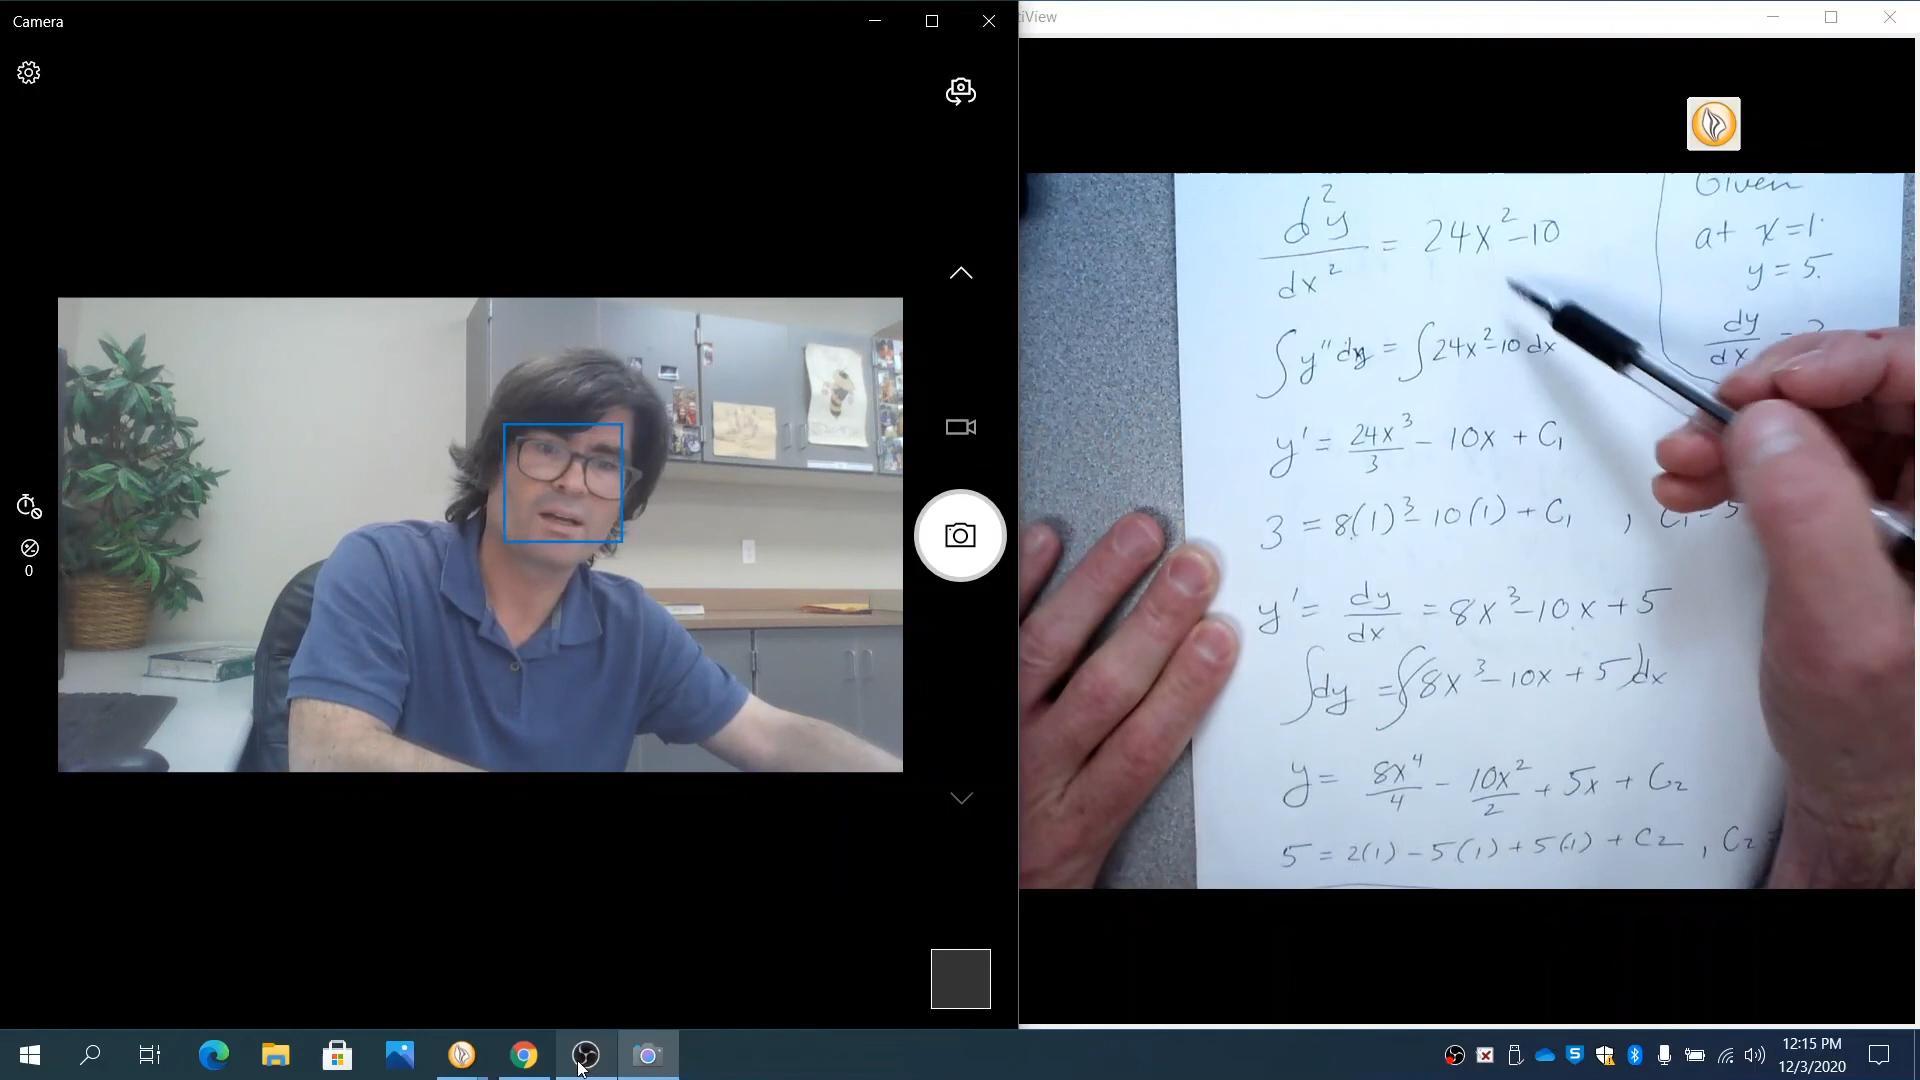 Camera
iView
0
Given
at x = 1
y = 5
dy/dx =
d²y/dx² = 24x² - 10
∫ y'' dx = ∫ 24x² - 10 dx
y' = 24x³/3 - 10x + C₁
3 = 8(1)³ - 10(1) + C₁ , C₁ = 5
y' = dy/dx = 8x³ - 10x + 5
∫ dy = ∫(8x³ - 10x + 5)dx
y = 8x⁴/4 - 10x²/2 + 5x + C₂
5 = 2(1) - 5(1) + 5(1) + C₂ , C₂ =
12:15 PM
12/3/2020